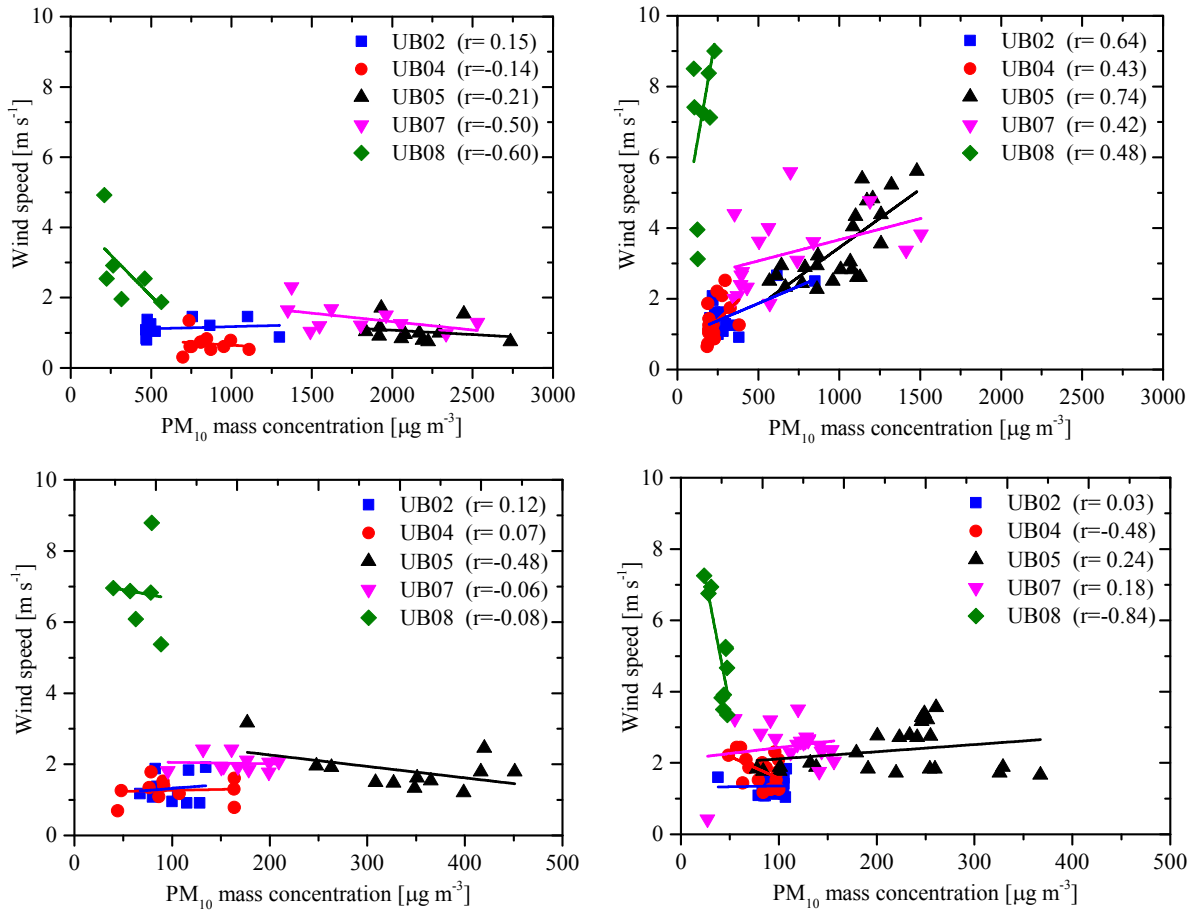 10
8
6
4
2
0
Wind speed [m s⁻¹]
UB02 (r= 0.15)
UB04 (r=-0.14)
UB05 (r=-0.21)
UB07 (r=-0.50)
UB08 (r=-0.60)
0 500 1000 1500 2000 2500 3000
PM₁₀ mass concentration [μg m⁻³]
10
8
6
4
2
0
Wind speed [m s⁻¹]
UB02 (r= 0.64)
UB04 (r= 0.43)
UB05 (r= 0.74)
UB07 (r= 0.42)
UB08 (r= 0.48)
0 500 1000 1500 2000 2500 3000
PM₁₀ mass concentration [μg m⁻³]
10
8
6
4
2
0
Wind speed [m s⁻¹]
UB02 (r= 0.12)
UB04 (r= 0.07)
UB05 (r=-0.48)
UB07 (r=-0.06)
UB08 (r=-0.08)
0 100 200 300 400 500
PM₁₀ mass concentration [μg m⁻³]
10
8
6
4
2
0
Wind speed [m s⁻¹]
UB02 (r= 0.03)
UB04 (r=-0.48)
UB05 (r= 0.24)
UB07 (r= 0.18)
UB08 (r=-0.84)
0 100 200 300 400 500
PM₁₀ mass concentration [μg m⁻³]